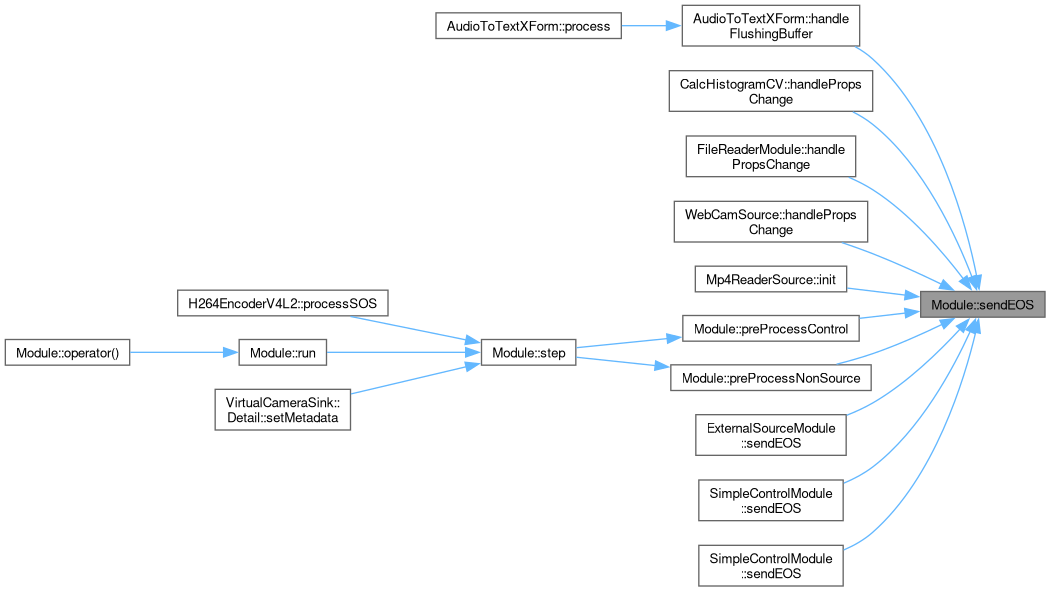 AudioToTextXForm::process
AudioToTextXForm::handle
FlushingBuffer
CalcHistogramCV::handleProps
Change
FileReaderModule::handle
PropsChange
WebCamSource::handleProps
Change
Mp4ReaderSource::init
H264EncoderV4L2::processSOS
Module::sendEOS
Module::preProcessControl
Module::operator()
Module::run
Module::step
Module::preProcessNonSource
VirtualCameraSink::
Detail::setMetadata
ExternalSourceModule
::sendEOS
SimpleControlModule
::sendEOS
SimpleControlModule
::sendEOS